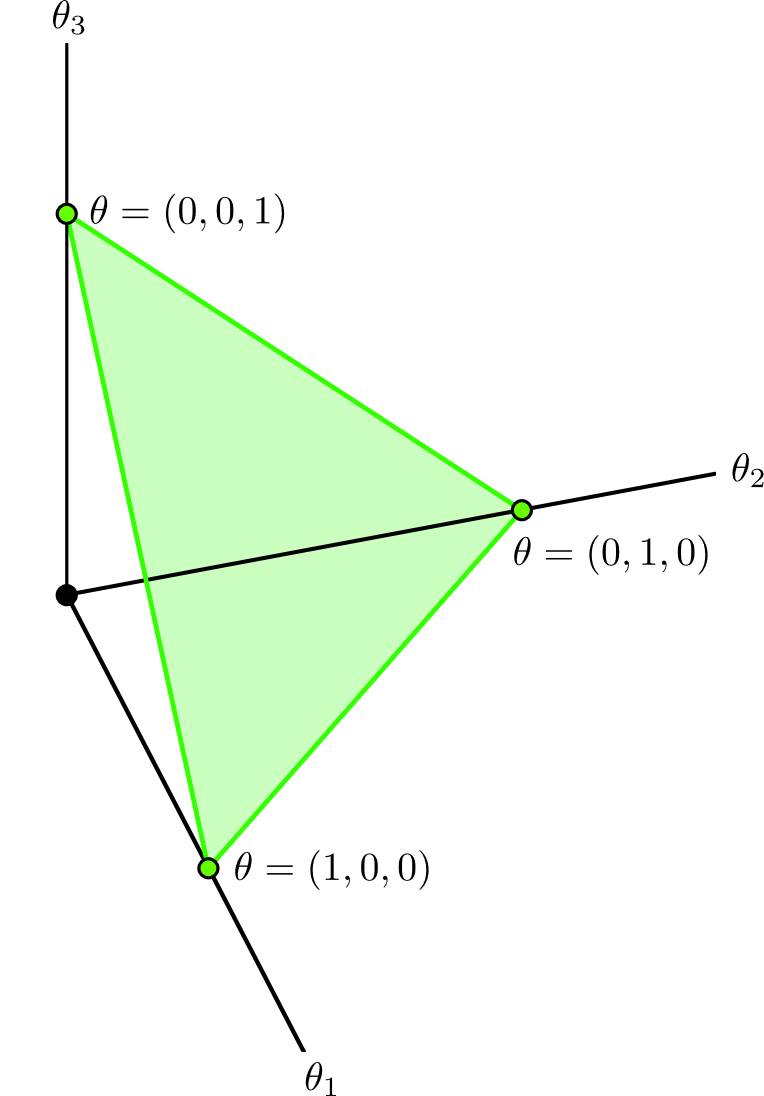 θ₃
θ = (0, 0, 1)
θ₂
θ = (0, 1, 0)
θ = (1, 0, 0)
θ₁